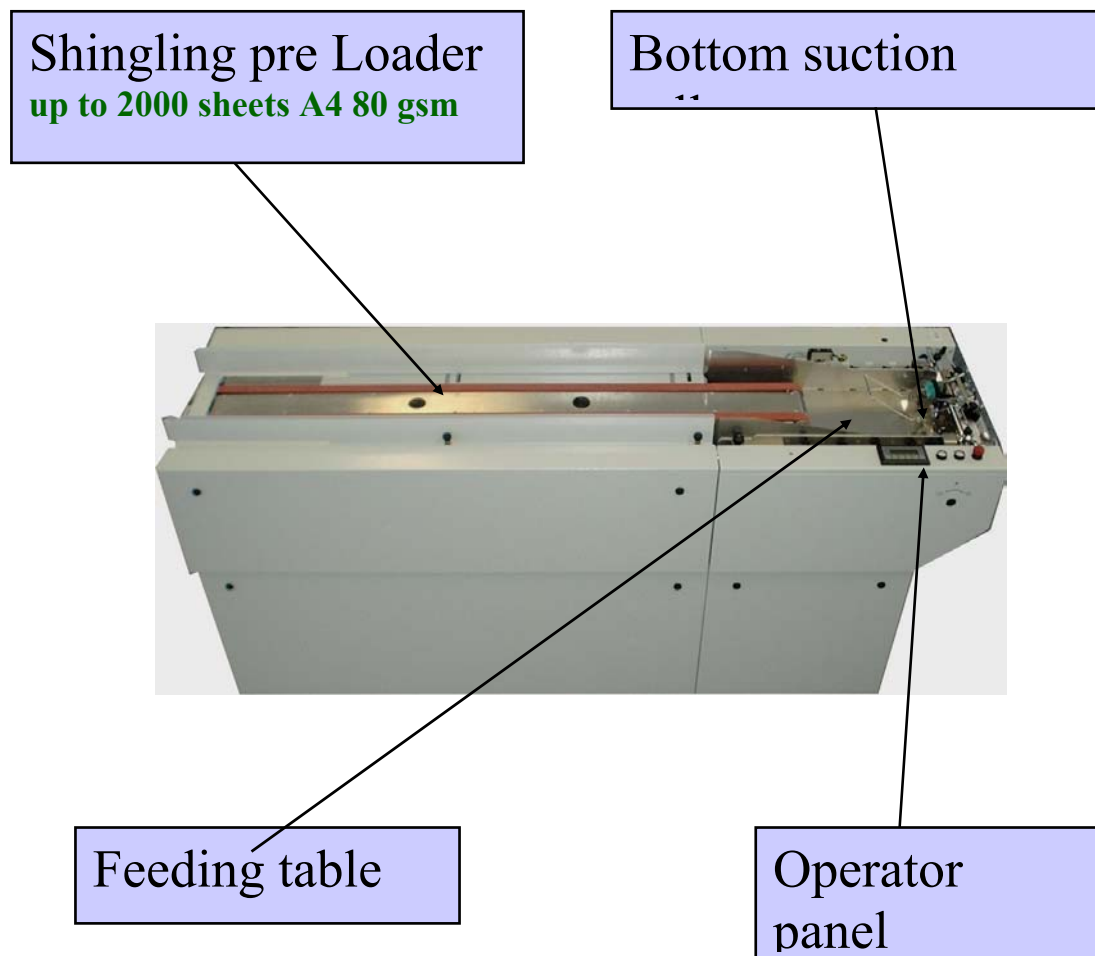 Shingling pre Loader
up to 2000 sheets A4 80 gsm
Bottom suction
Feeding table
Operator
panel